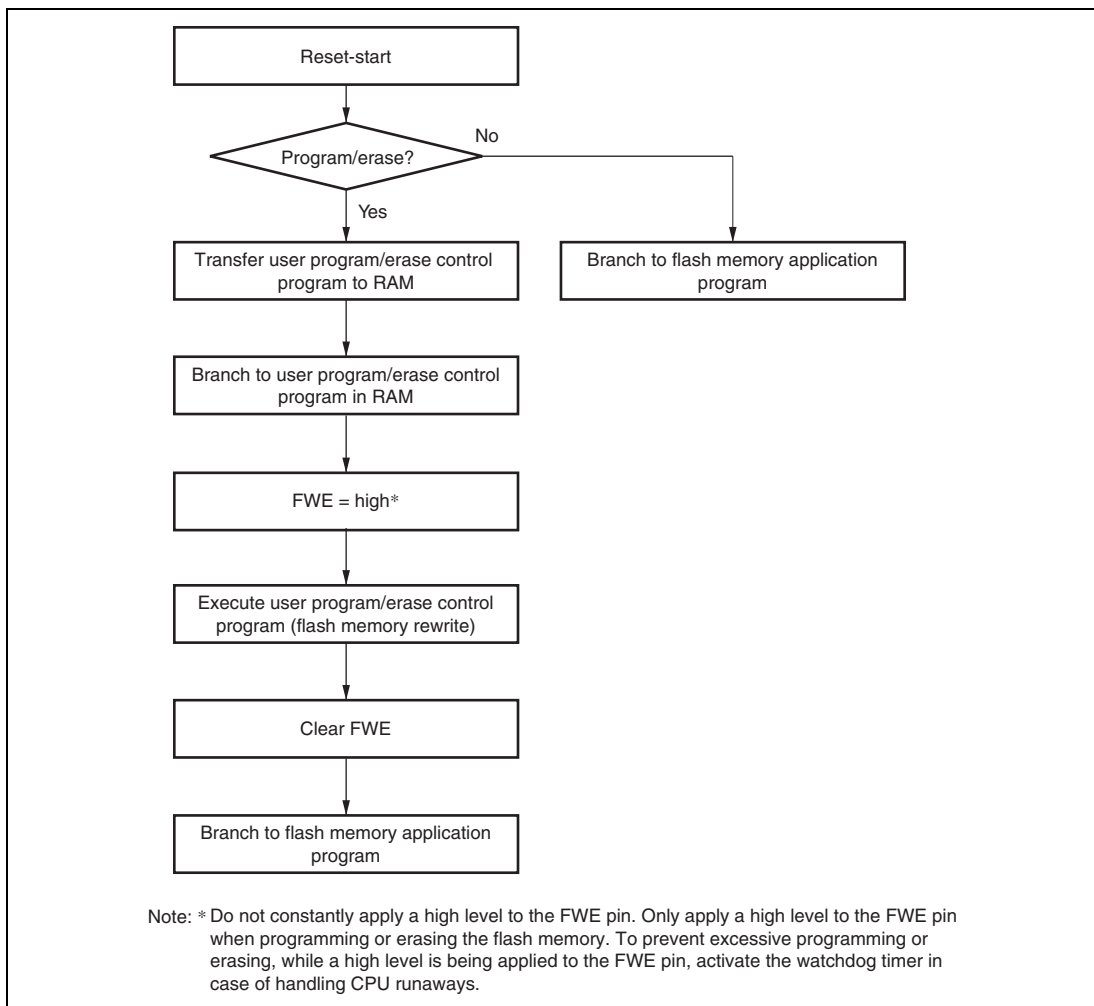 Reset-start
Program/erase?
No
Yes
Transfer user program/erase control
program to RAM
Branch to flash memory application
program
Branch to user program/erase control
program in RAM
FWE = high*
Execute user program/erase control
program (flash memory rewrite)
Clear FWE
Branch to flash memory application
program
Note: * Do not constantly apply a high level to the FWE pin. Only apply a high level to the FWE pin
when programming or erasing the flash memory. To prevent excessive programming or
erasing, while a high level is being applied to the FWE pin, activate the watchdog timer in
case of handling CPU runaways.